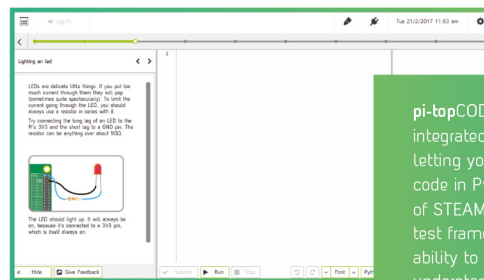 Log in
Tue 21/2/2017 11:53 am
Lighting an led
1
LEDs are delicate little things. If you put too
much current through them they will pop
(sometimes quite spectacularly). To limit the
current going through the LED, you should
always use a resistor in series with it.
Try connecting the long leg of an LED to the
Pi's 3V3 and the short leg to a GND pin. The
resistor can be anything over about 50Ω.
The LED should light up. It will always be
on, because it's connected to a 3V3 pin,
which is itself always on.
Hide
Give Feedback
Submit
Run
Stop
Font
Pyth
pi-topCOD
integrated
letting yo
code in P
of STEAM
test frame
ability to